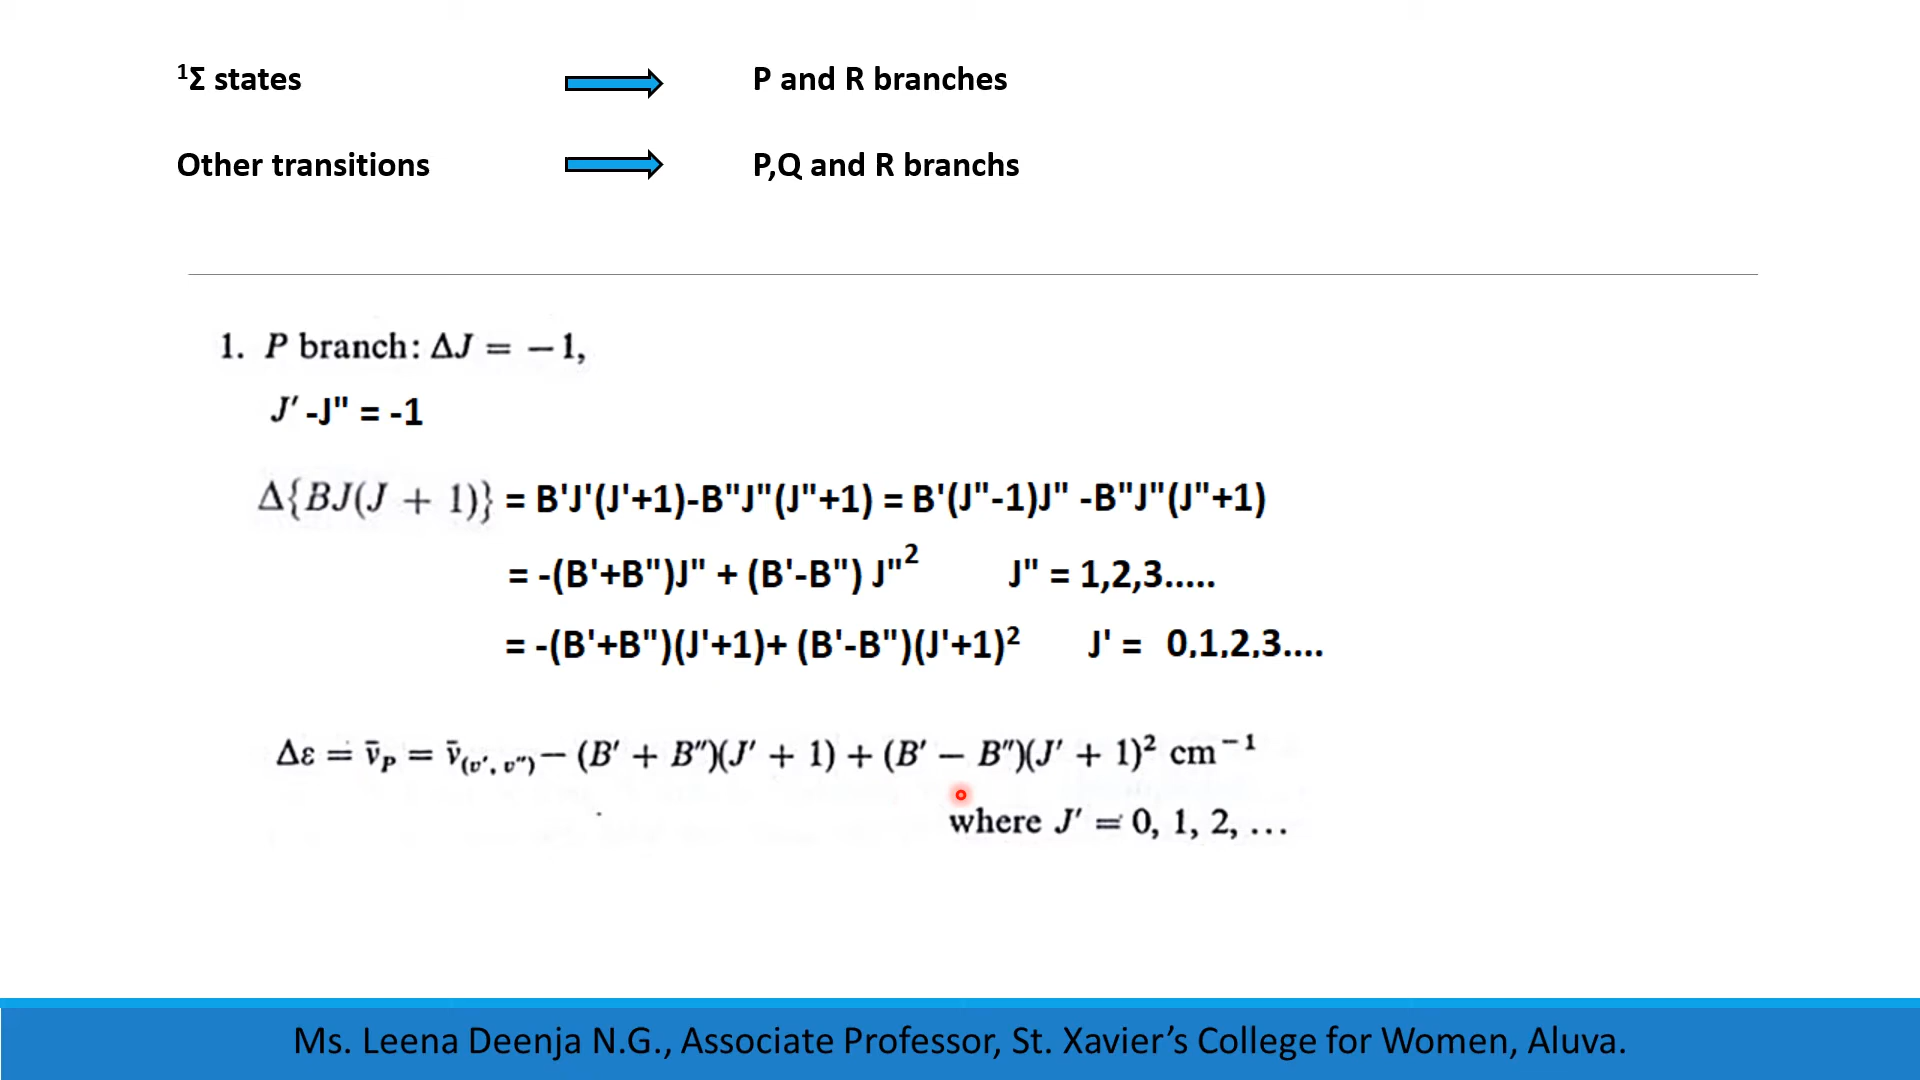 ¹Σ states P and R branches
Other transitions P,Q and R branchs
1. P branch: ΔJ = −1,
J′ -J" = -1
Δ{BJ(J + 1)} = B'J'(J'+1)-B"J"(J"+1) = B'(J"-1)J" -B"J"(J"+1)
= -(B'+B")J" + (B'-B") J"² J" = 1,2,3.....
= -(B'+B")(J'+1)+ (B'-B")(J'+1)² J' = 0,1,2,3....
Δε = ν̄P = ν̄(v′, v″) − (B′ + B″)(J′ + 1) + (B′ − B″)(J′ + 1)² cm⁻¹
where J′ = 0, 1, 2, ...
Ms. Leena Deenja N.G., Associate Professor, St. Xavier’s College for Women, Aluva.